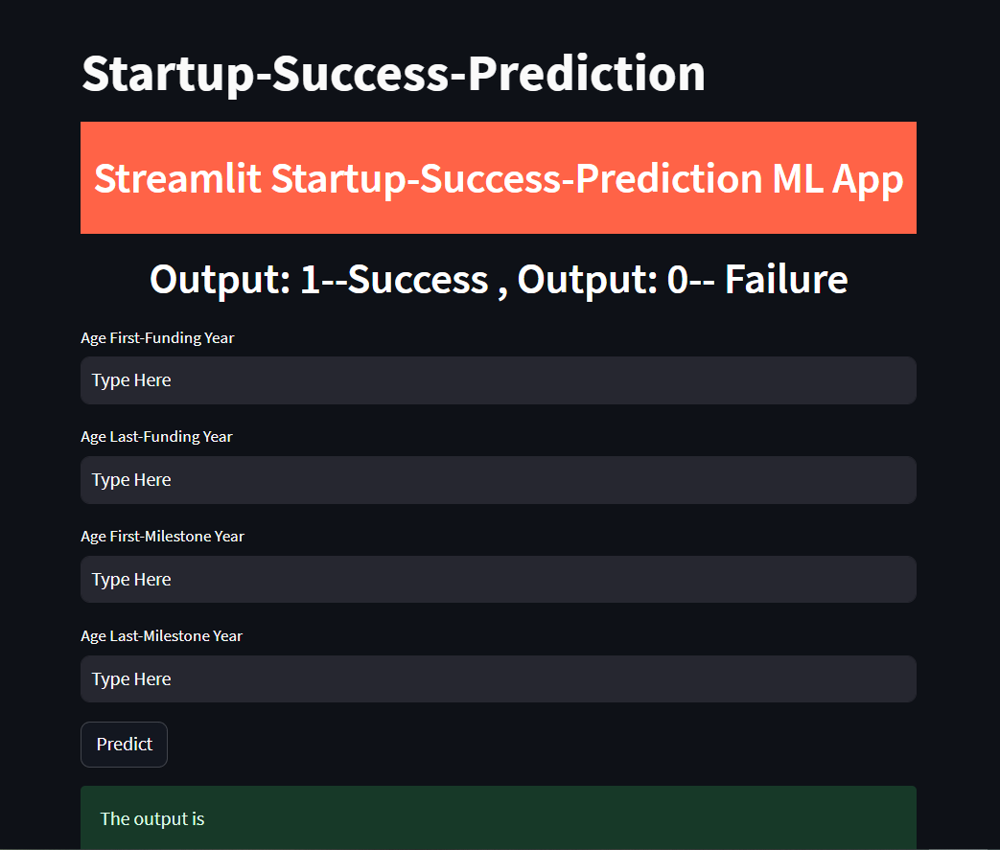 Startup-Success-Prediction
Streamlit Startup-Success-Prediction ML App
Output: 1--Success , Output: 0-- Failure
Age First-Funding Year
Type Here
Age Last-Funding Year
Type Here
Age First-Milestone Year
Type Here
Age Last-Milestone Year
Type Here
Predict
The output is